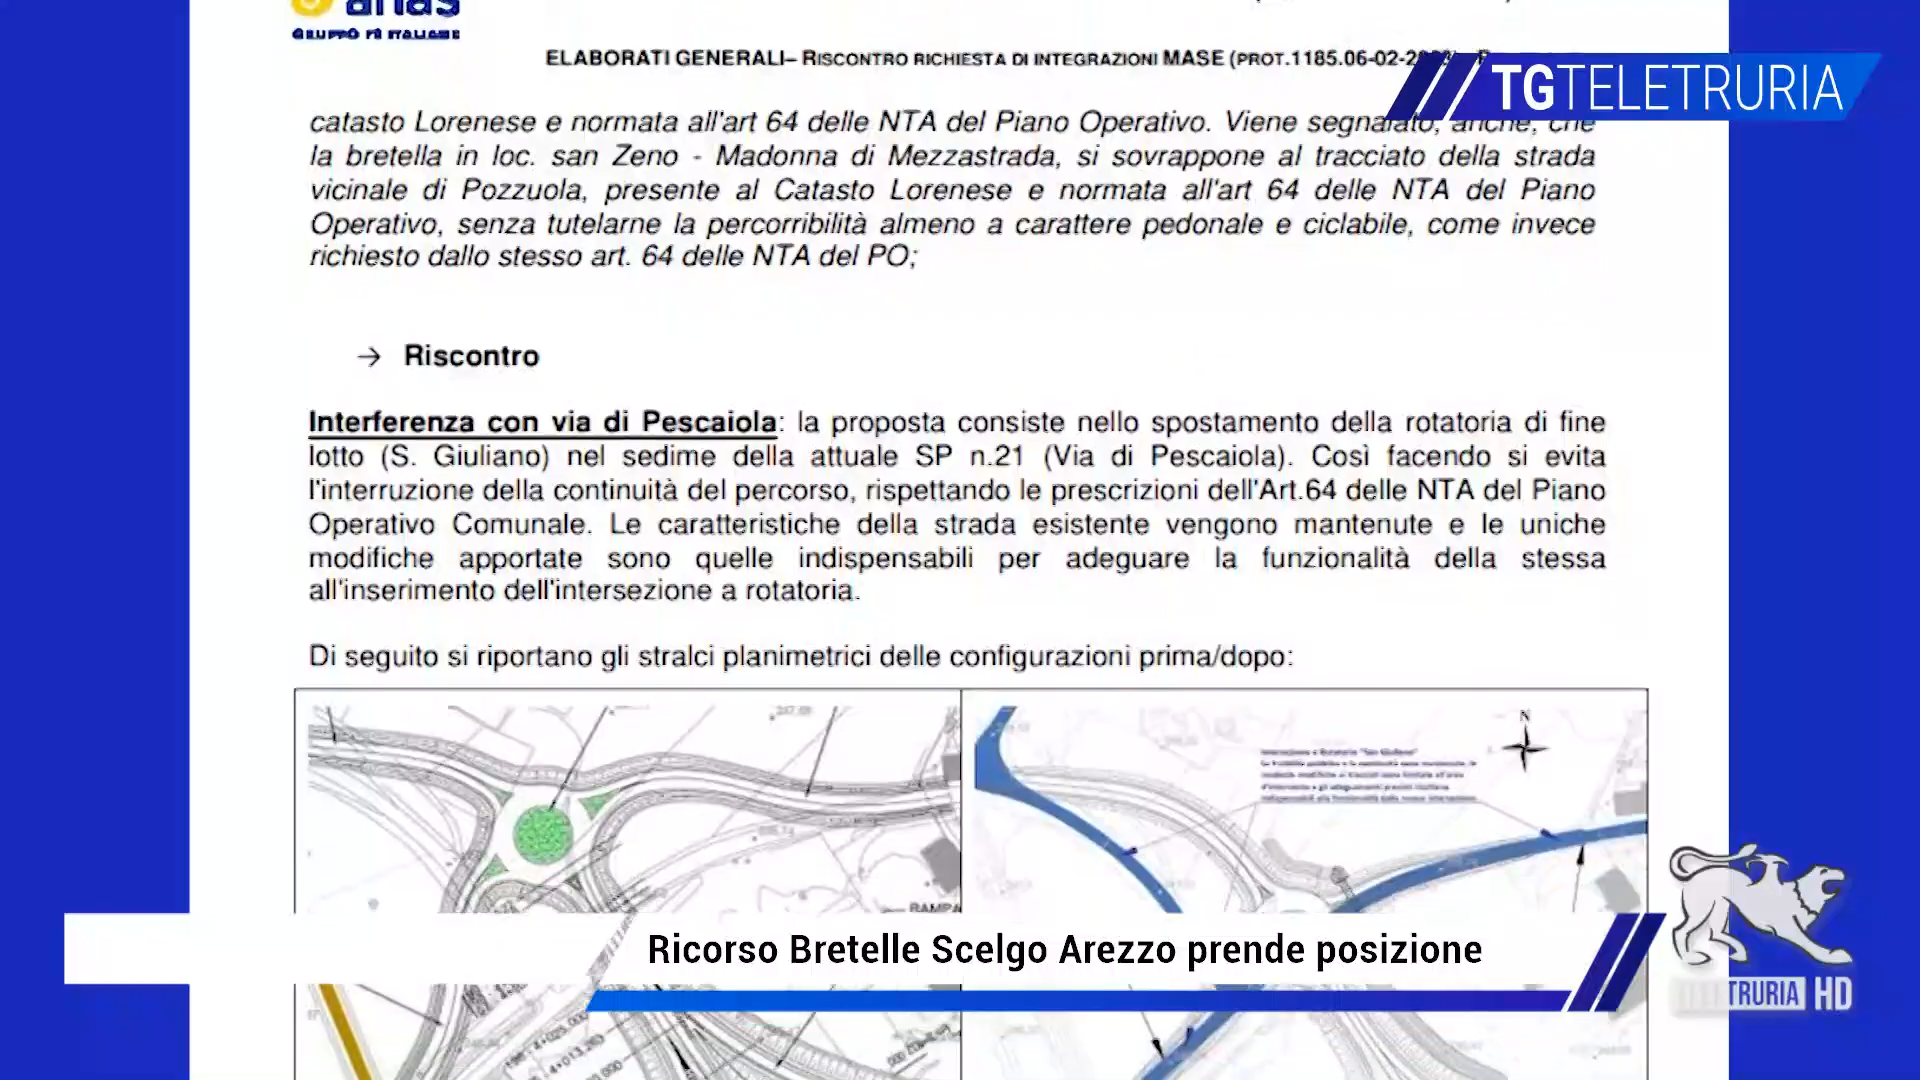 anas
GRUPPO FS ITALIANE
ELABORATI GENERALI– RISCONTRO RICHIESTA DI INTEGRAZIONI MASE (PROT.1185.06-02-2
TGTELETRURIA
catasto Lorenese e normata all'art 64 delle NTA del Piano Operativo. Viene segnalato, anche, che
la bretella in loc. san Zeno - Madonna di Mezzastrada, si sovrappone al tracciato della strada
vicinale di Pozzuola, presente al Catasto Lorenese e normata all'art 64 delle NTA del Piano
Operativo, senza tutelarne la percorribilità almeno a carattere pedonale e ciclabile, come invece
richiesto dallo stesso art. 64 delle NTA del PO;
→ Riscontro
Interferenza con via di Pescaiola: la proposta consiste nello spostamento della rotatoria di fine
lotto (S. Giuliano) nel sedime della attuale SP n.21 (Via di Pescaiola). Così facendo si evita
l'interruzione della continuità del percorso, rispettando le prescrizioni dell'Art.64 delle NTA del Piano
Operativo Comunale. Le caratteristiche della strada esistente vengono mantenute e le uniche
modifiche apportate sono quelle indispensabili per adeguare la funzionalità della stessa
all'inserimento dell'intersezione a rotatoria.
Di seguito si riportano gli stralci planimetrici delle configurazioni prima/dopo:
N
RAMPA
Ricorso Bretelle Scelgo Arezzo prende posizione
TELETRURIA HD